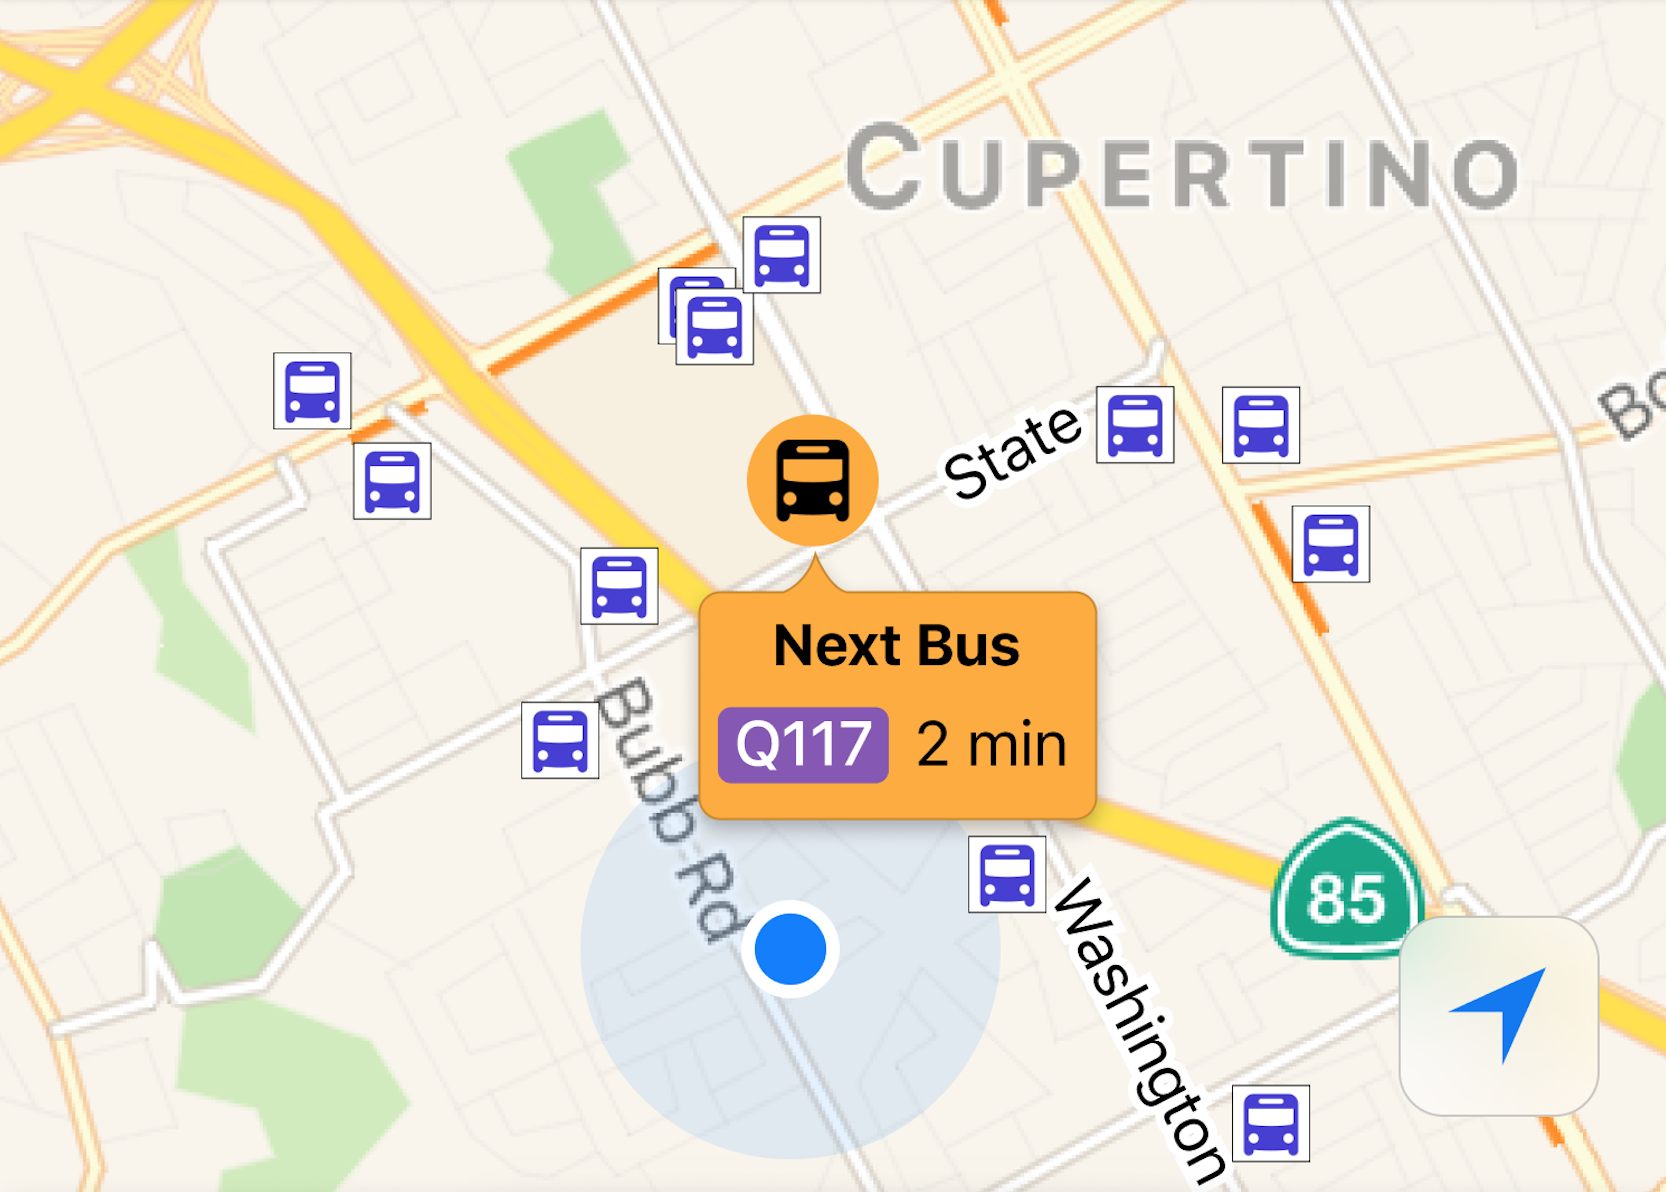 CUPERTINO
State
Next Bus
Q117 2 min
Bubb Rd
85
Washington